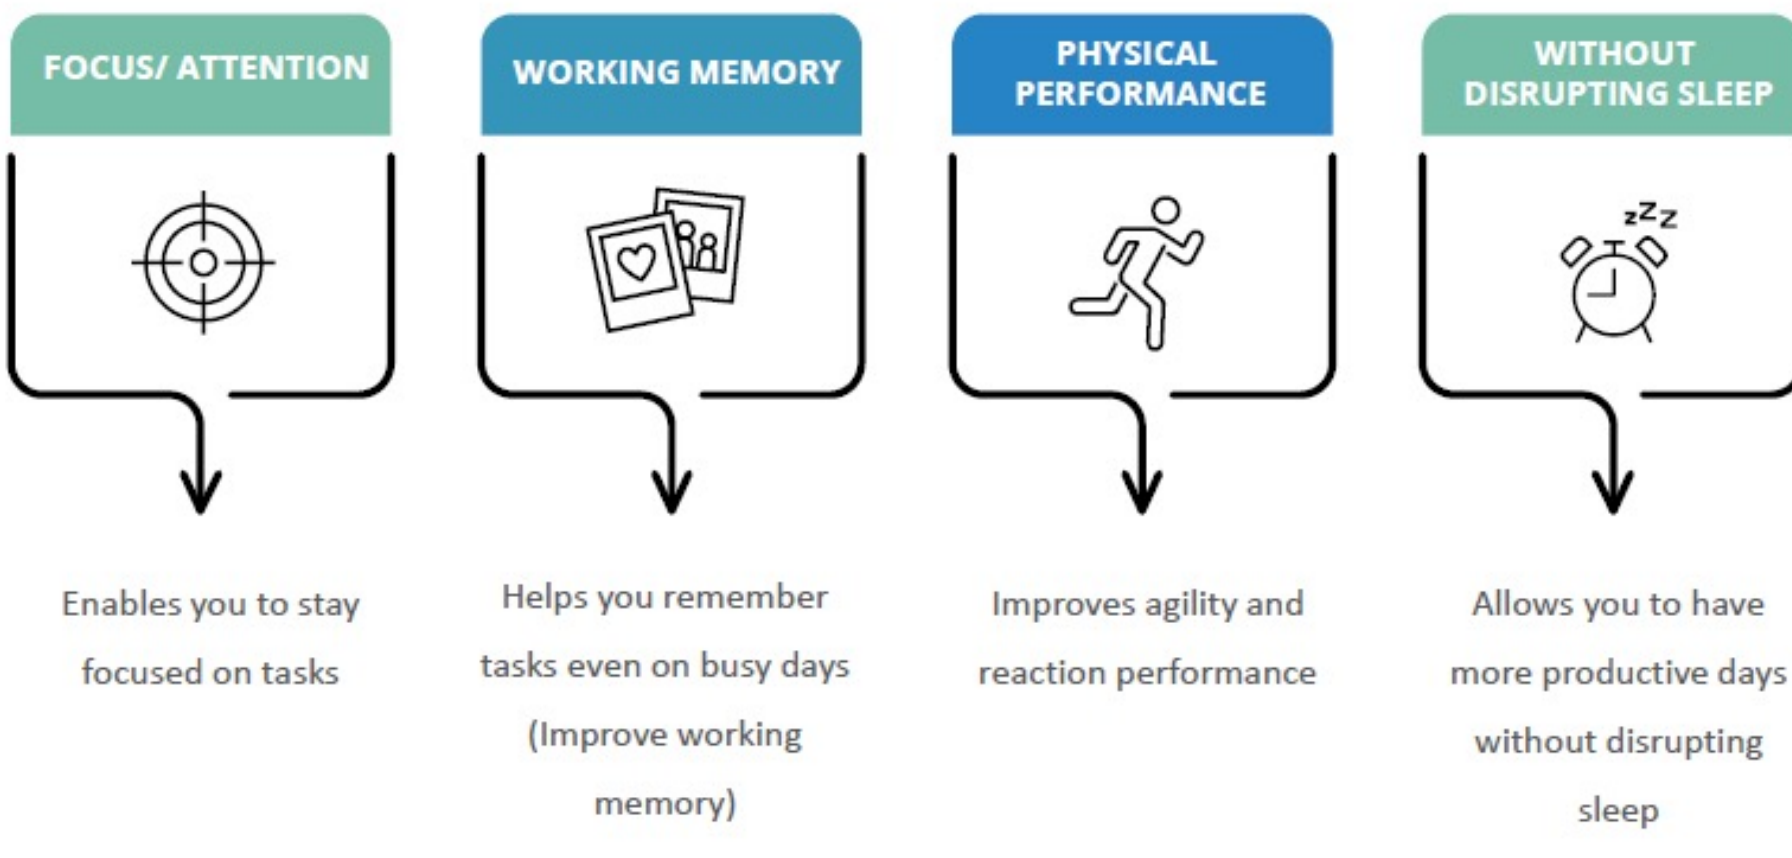 FOCUS/ ATTENTION
Enables you to stay
focused on tasks
WORKING MEMORY
Helps you remember
tasks even on busy days
(Improve working
memory)
PHYSICAL
PERFORMANCE
Improves agility and
reaction performance
WITHOUT
DISRUPTING SLEEP
zZZ
Allows you to have
more productive days
without disrupting
sleep